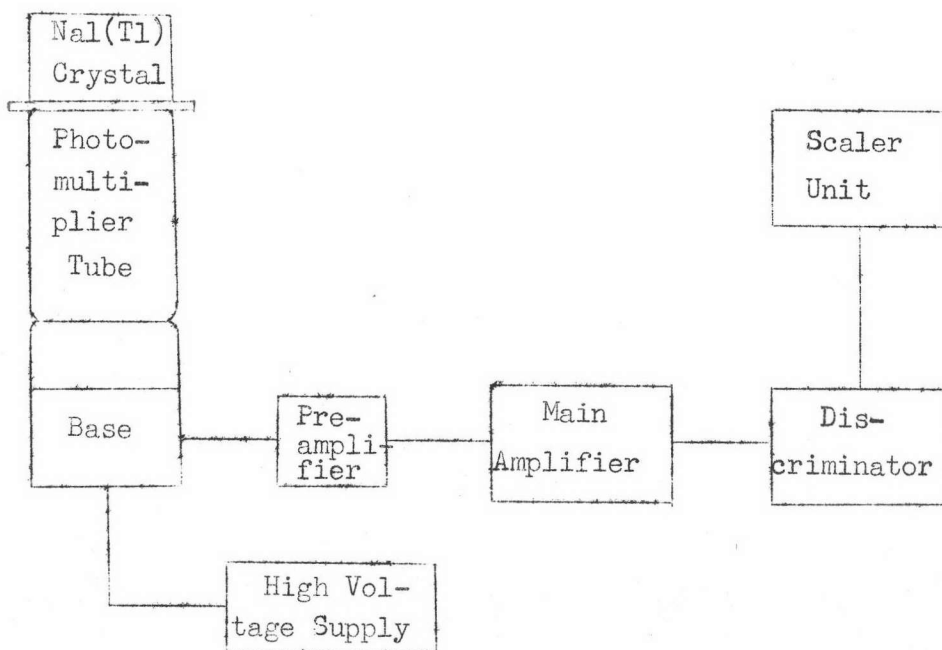 Nal(Tl)
Crystal
Photo-
multi-
plier
Tube
Base
Pre-
ampli-
fier
Main
Amplifier
Dis-
criminator
Scaler
Unit
High Vol-
tage Supply